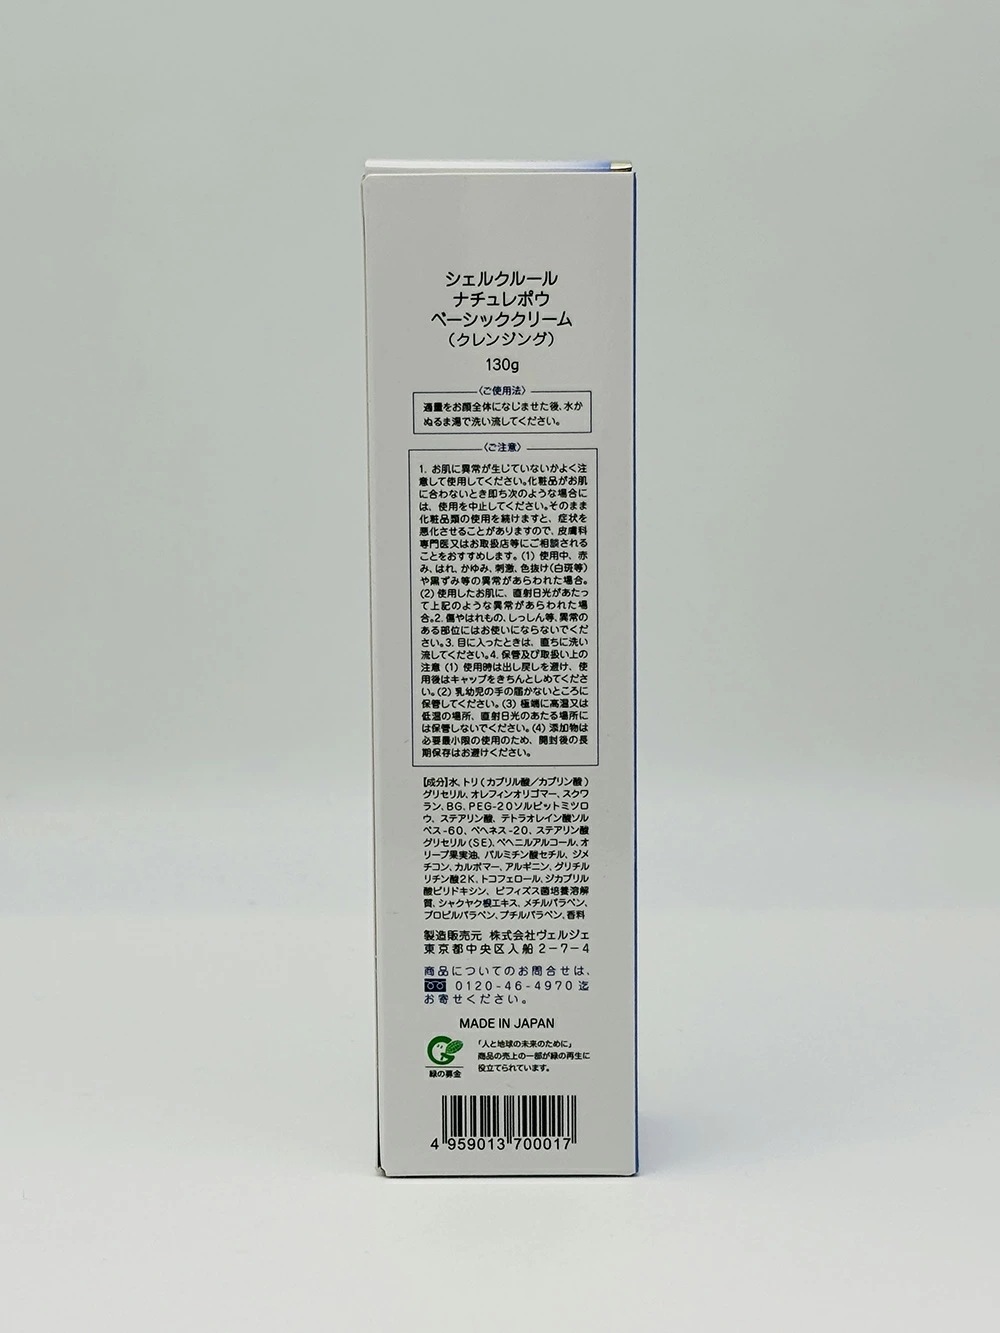 シェルクルール
ナチュレポウ
ベーシッククリーム
（クレンジング）
130g
〈ご使用法〉
適量をお顔全体になじませた後、水か
ぬるま湯で洗い流してください。
〈ご注意〉
1. お肌に異常が生じていないかよく注
意して使用してください。化粧品がお肌
に合わないとき即ち次のような場合に
は、使用を中止してください。そのまま
化粧品類の使用を続けますと、症状を
悪化させることがありますので、皮膚科
専門医又はお取扱店等にご相談される
ことをおすすめします。(1) 使用中、赤
み、はれ、かゆみ、刺激、色抜け(白斑等)
や黒ずみ等の異常があらわれた場合。
(2) 使用したお肌に、直射日光があたっ
て上記のような異常があらわれた場
合。2. 傷やはれもの、しっしん等、異常の
ある部位にはお使いにならないでくだ
さい。3. 目に入ったときは、直ちに洗い
流してください。4. 保管及び取扱い上の
注意 (1) 使用時は出し戻しを避け、使
用後はキャップをきちんとしめてくださ
い。(2) 乳幼児の手の届かないところに
保管してください。(3) 極端に高温又は
低温の場所、直射日光のあたる場所に
は保管しないでください。(4) 添加物は
必要最小限の使用のため、開封後の長
期保存はお避けください。
【成分】水、トリ（カプリル酸／カプリン酸）
グリセリル、オレフィンオリゴマー、スクワ
ラン、BG、PEG-20ソルビットミツロ
ウ、ステアリン酸、テトラオレイン酸ソル
ベス-60、ベヘネス-20、ステアリン酸
グリセリル(SE)、ベヘニルアルコール、オ
リーブ果実油、パルミチン酸セチル、ジメ
チコン、カルボマー、アルギニン、グリチル
リチン酸2K、トコフェロール、ジカプリル
酸ピリドキシン、ビフィズス菌培養溶解
質、シャクヤク根エキス、メチルパラベン、
プロピルパラベン、ブチルパラベン、香料
製造販売元 株式会社ヴェルジェ
東京都中央区入船2-7-4
商品についてのお問合せは、
0120-46-4970迄
お寄せください。
MADE IN JAPAN
緑の募金
「人と地球の未来のために」
商品の売上の一部が緑の再生に
役立てられています。
4 959013 700017